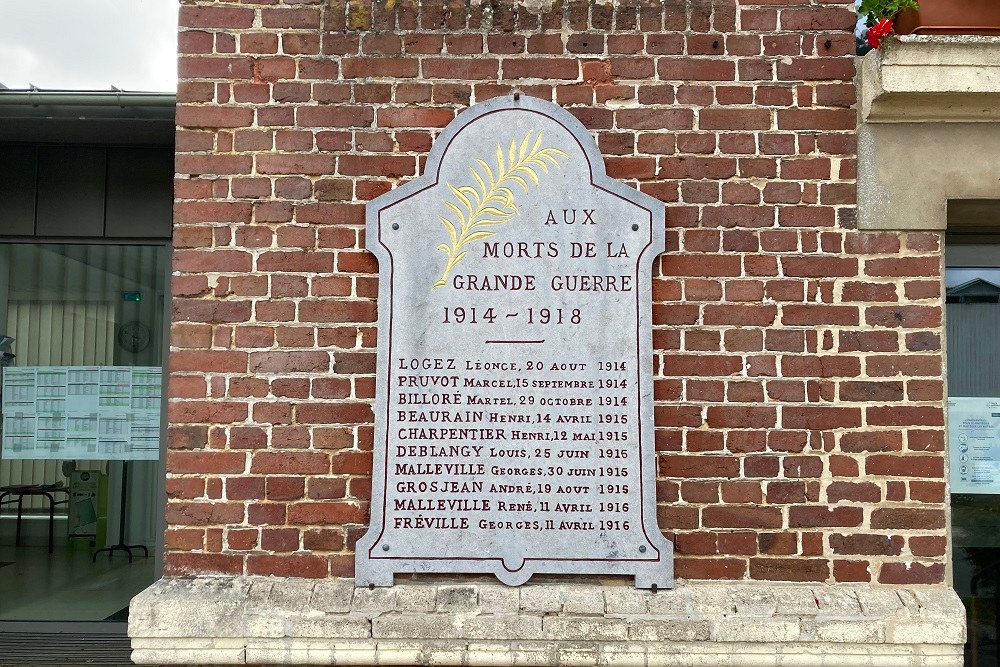 AUX
MORTS DE LA
GRANDE GUERRE
1914 ~ 1918
LOGEZ LÉONCE, 20 AOUT 1914
PRUVOT MARCEL, 15 SEPTEMBRE 1914
BILLORÉ MARTEL, 29 OCTOBRE 1914
BEAURAIN HENRI, 14 AVRIL 1915
CHARPENTIER HENRI, 12 MAI 1915
DEBLANGY LOUIS, 25 JUIN 1915
MALLEVILLE GEORGES, 30 JUIN 1915
GROSJEAN ANDRÉ, 19 AOUT 1915
MALLEVILLE RENÉ, 11 AVRIL 1916
FRÉVILLE GEORGES, 11 AVRIL 1916